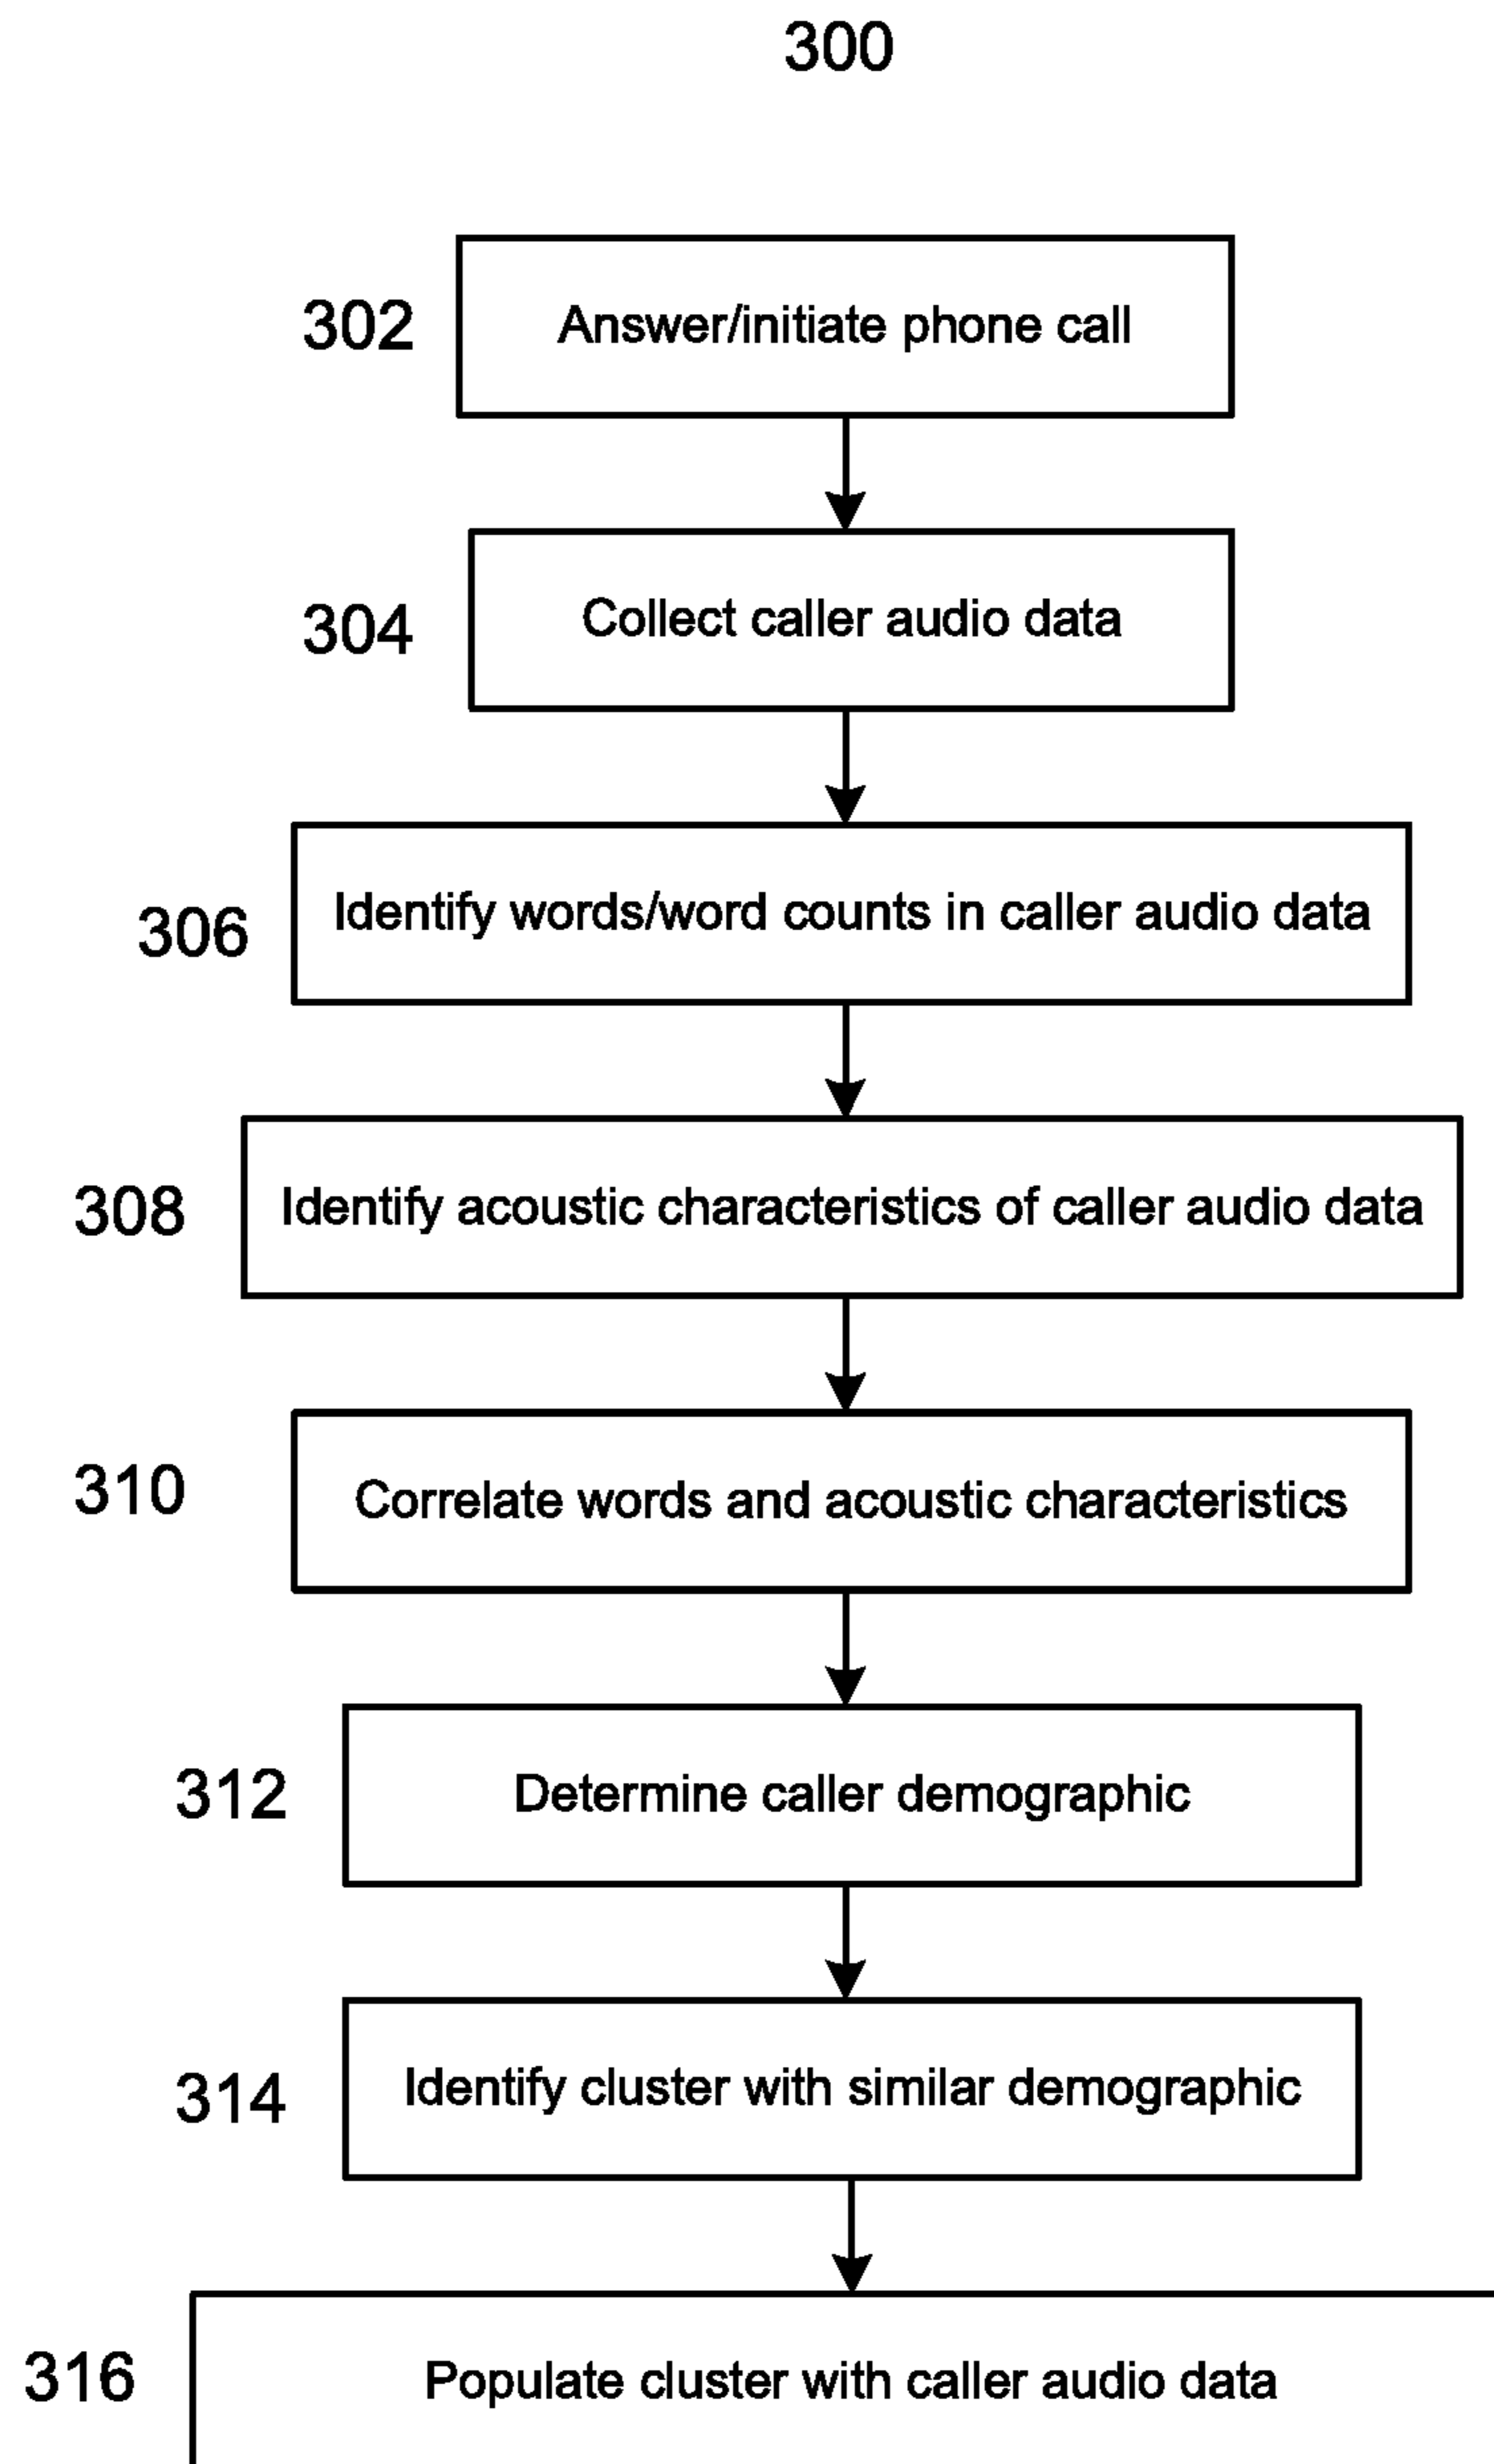 300
302 Answer/initiate phone call
304 Collect caller audio data
306 Identify words/word counts in caller audio data
308 Identify acoustic characteristics of caller audio data
310 Correlate words and acoustic characteristics
312 Determine caller demographic
314 Identify cluster with similar demographic
316 Populate cluster with caller audio data